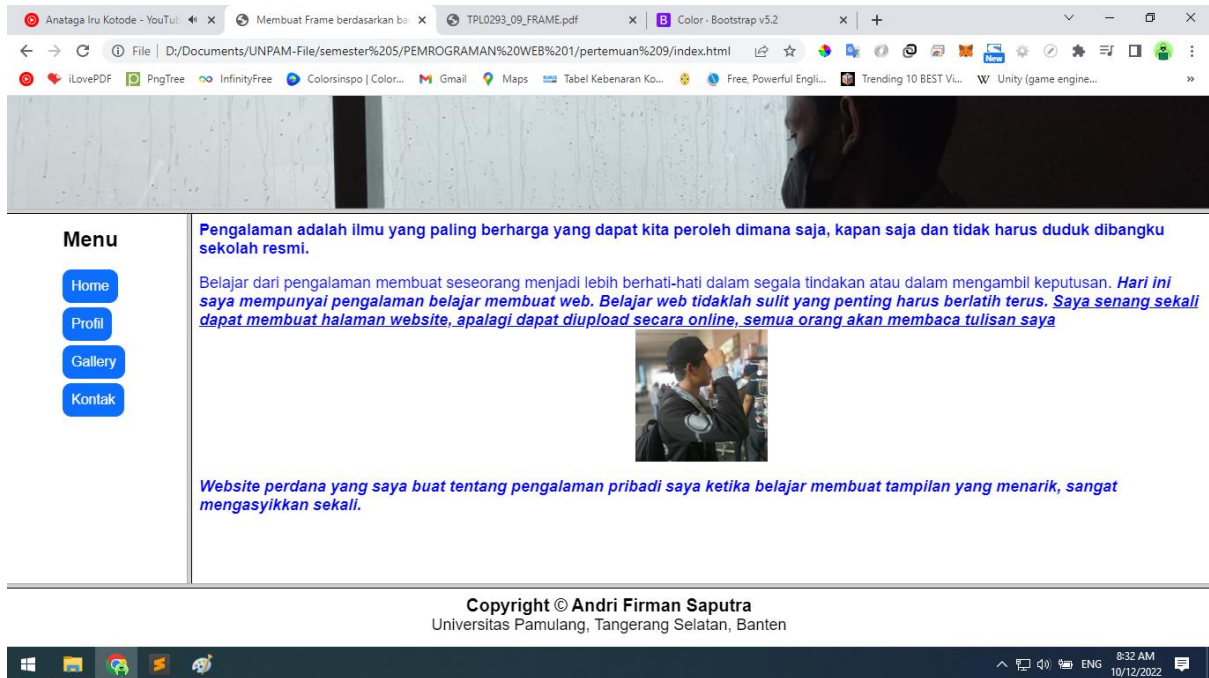 Anataga Iru Kotode - YouTu
Membuat Frame berdasarkan ba
TPL0293_09_FRAME.pdf
Color · Bootstrap v5.2
File
D:/Documents/UNPAM-File/semester%205/PEMROGRAMAN%20WEB%201/pertemuan%209/index.html
New
iLovePDF
PngTree
InfinityFree
Colorsinspo | Color...
Gmail
Maps
Tabel Kebenaran Ko...
Free, Powerful Engli...
Trending 10 BEST Vi...
Unity (game engine...
Menu
Home
Profil
Gallery
Kontak
Pengalaman adalah ilmu yang paling berharga yang dapat kita peroleh dimana saja, kapan saja dan tidak harus duduk dibangku
sekolah resmi.
Belajar dari pengalaman membuat seseorang menjadi lebih berhati-hati dalam segala tindakan atau dalam mengambil keputusan. Hari ini
saya mempunyai pengalaman belajar membuat web. Belajar web tidaklah sulit yang penting harus berlatih terus. Saya senang sekali
dapat membuat halaman website, apalagi dapat diupload secara online, semua orang akan membaca tulisan saya
Website perdana yang saya buat tentang pengalaman pribadi saya ketika belajar membuat tampilan yang menarik, sangat
mengasyikkan sekali.
Copyright © Andri Firman Saputra
Universitas Pamulang, Tangerang Selatan, Banten
ENG
8:32 AM
10/12/2022